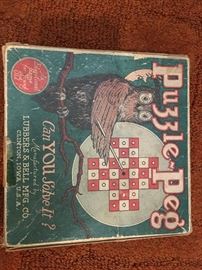 Puzzle-Peg
Can YOU Solve It?
Manufactured by
LUBBERS & BELL MFG. CO.
CLINTON, IOWA, U.S.A.